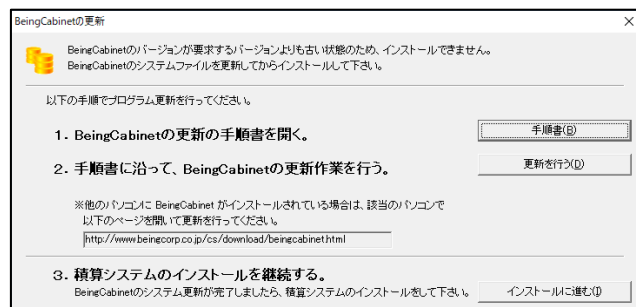 BeingCabinetの更新
BeingCabinetのバージョンが要求するバージョンよりも古い状態のため、インストールできません。
BeingCabinetのシステムファイルを更新してからインストールして下さい。
以下の手順でプログラム更新を行ってください。
1. BeingCabinetの更新の手順書を開く。
手順書(B)
2. 手順書に沿って、BeingCabinetの更新作業を行う。
更新を行う(D)
※他のパソコンに BeingCabinet がインストールされている場合は、該当のパソコンで
以下のページを開いて更新を行ってください。
http://www.beingcorp.co.jp/cs/download/beingcabinet.html
3. 積算システムのインストールを継続する。
BeingCabinetのシステム更新が完了しましたら、積算システムのインストールをして下さい。
インストールに進む(I)